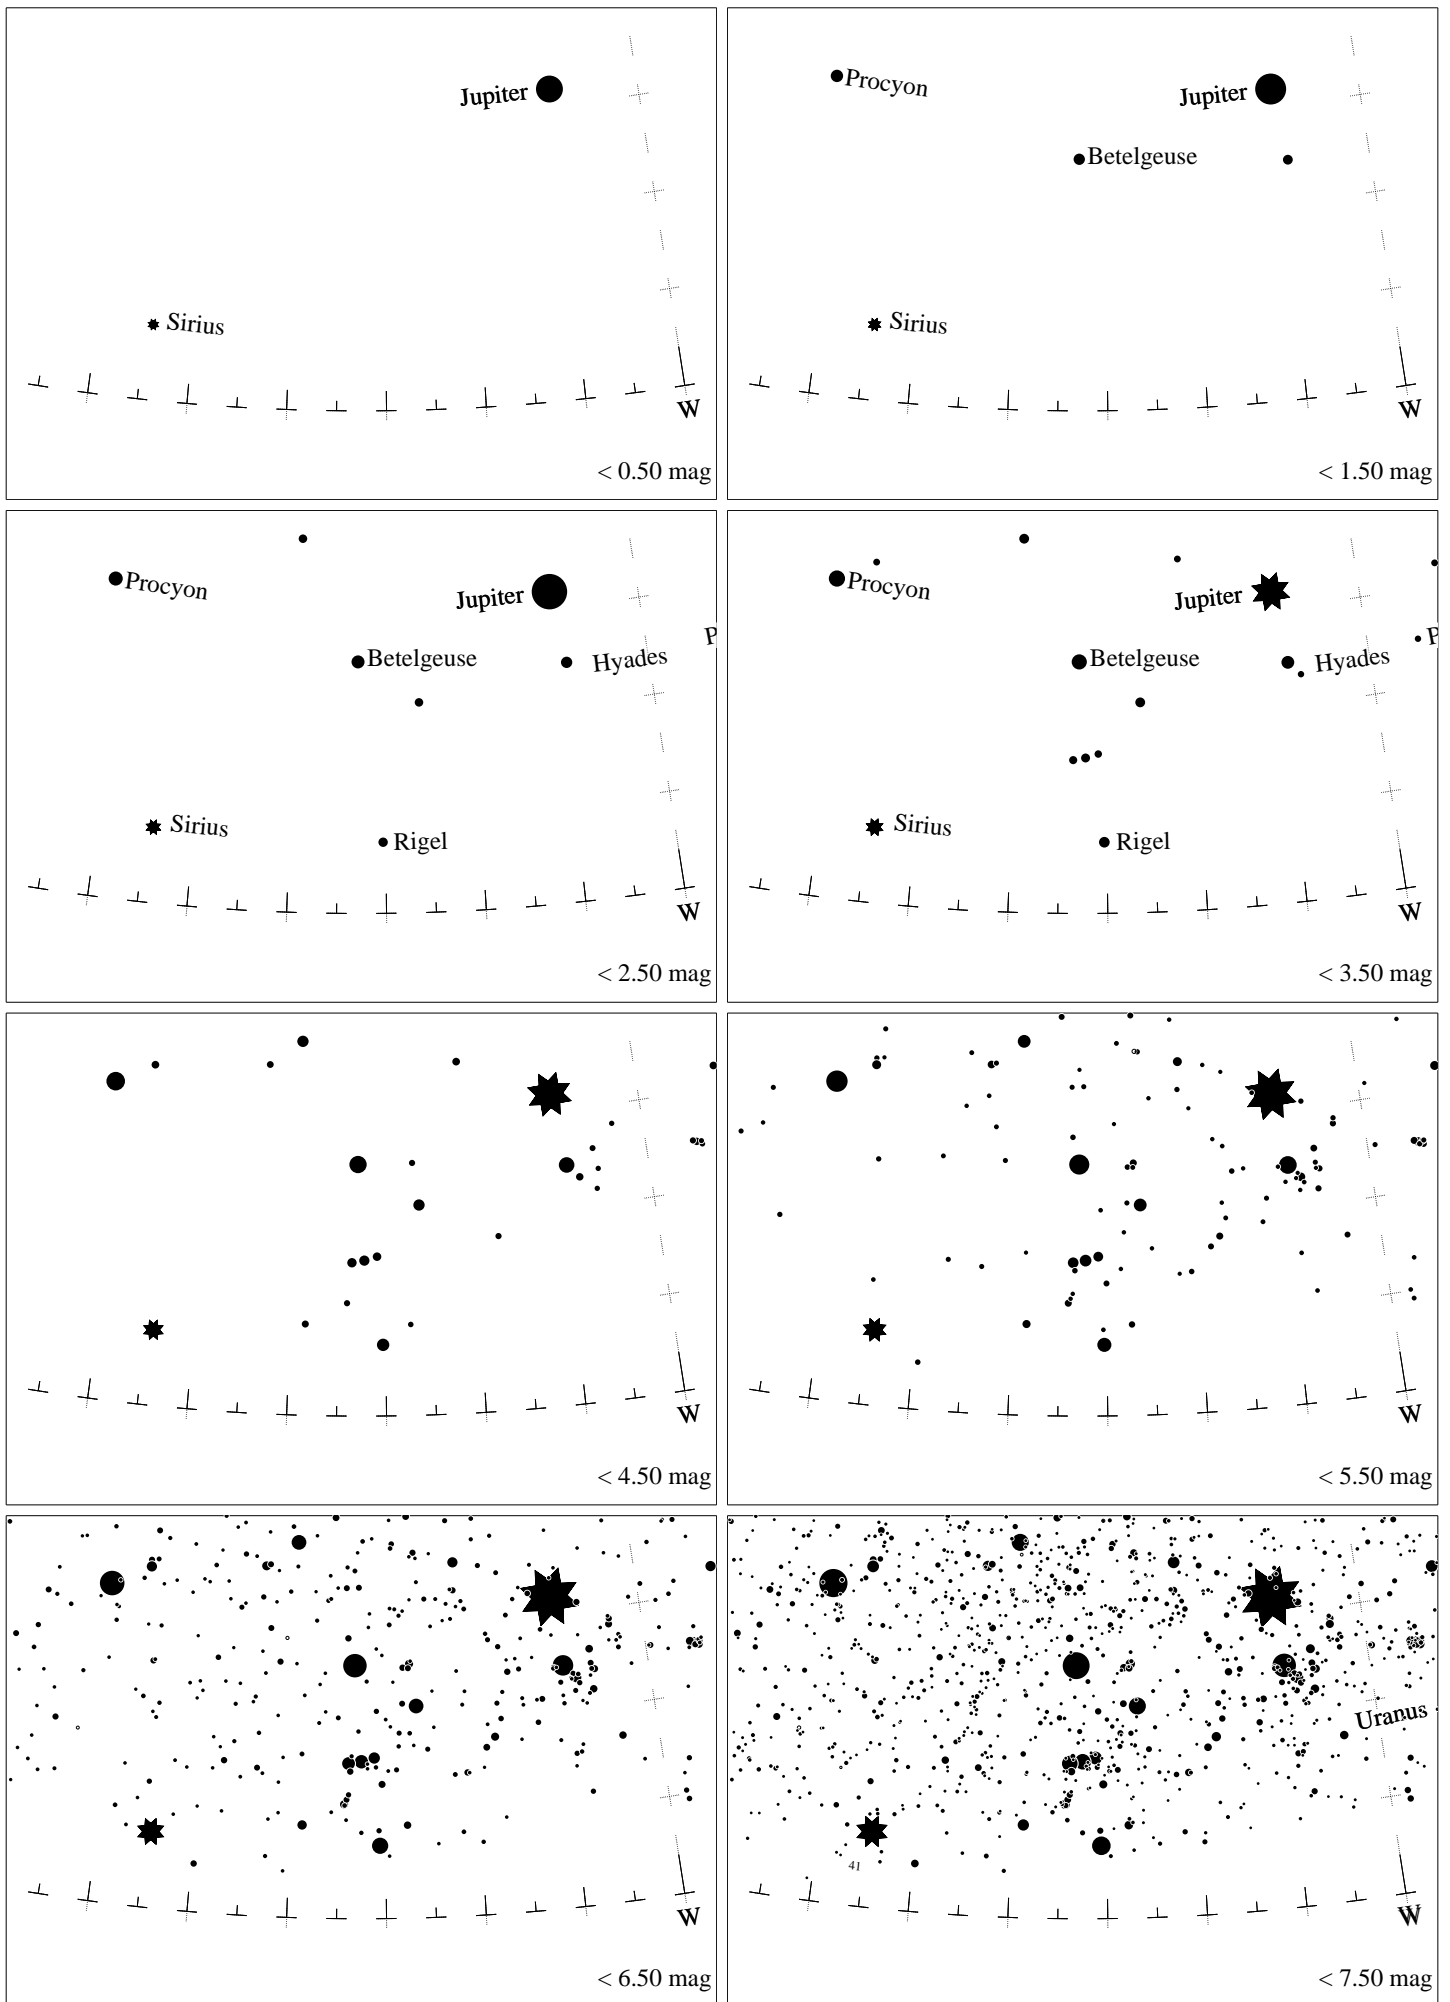 Jupiter
Sirius
W
< 0.50 mag
Procyon
Jupiter
Betelgeuse
Sirius
W
< 1.50 mag
Procyon
Jupiter
P
Betelgeuse
Hyades
Sirius
Rigel
W
< 2.50 mag
Procyon
Jupiter
P
Betelgeuse
Hyades
Sirius
Rigel
W
< 3.50 mag
W
< 4.50 mag
W
< 5.50 mag
W
< 6.50 mag
Uranus
41
W
< 7.50 mag